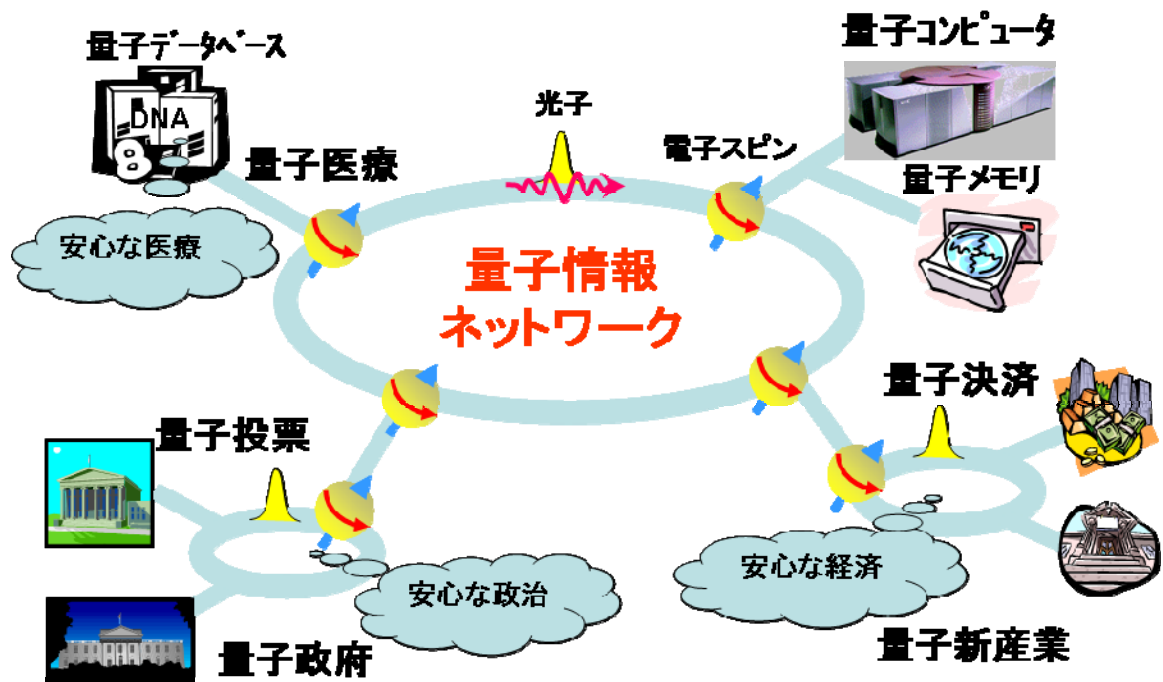 量子データベース
量子コンピュータ
光子
電子スピン
DNA
量子医療
量子メモリ
安心な医療
量子情報
ネットワーク
量子決済
量子投票
安心な経済
安心な政治
量子政府
量子新産業